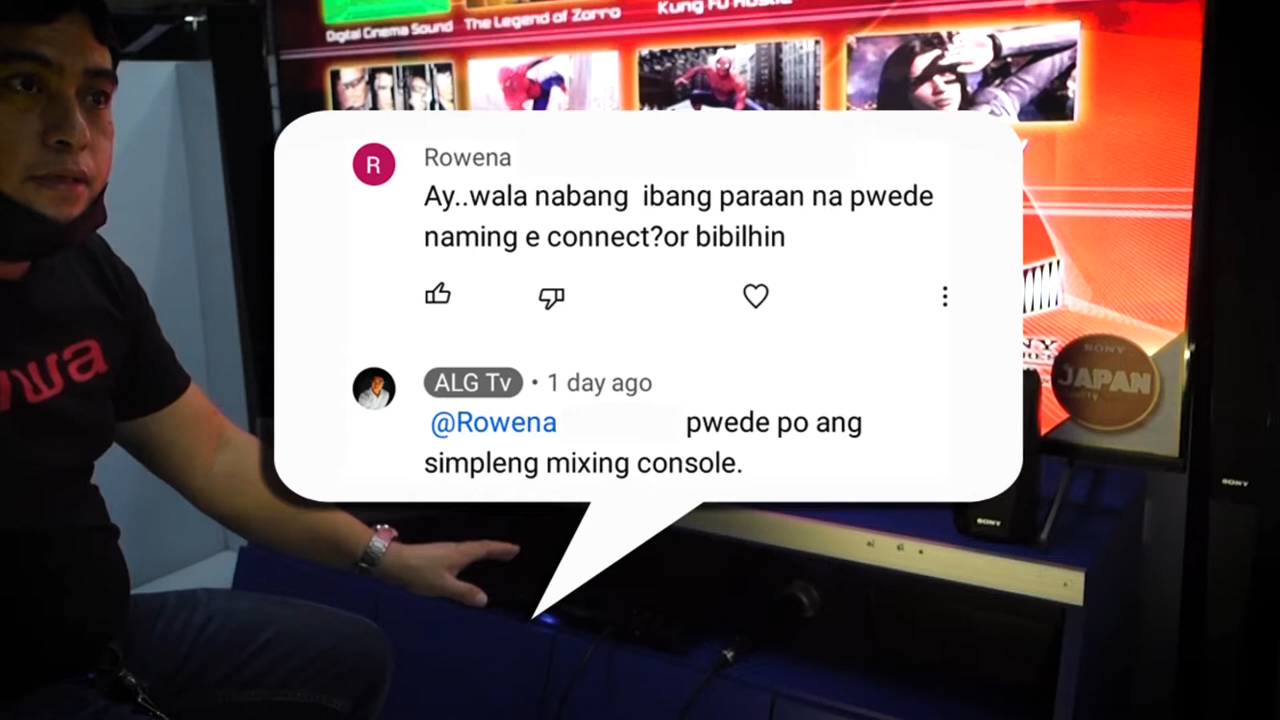 Digital Cinema Sound
The Legend of Zorro
Kung Fu Hustle
R
Rowena
Ay..wala nabang ibang paraan na pwede
naming e connect?or bibilhin
ALG Tv • 1 day ago
@Rowena pwede po ang
simpleng mixing console.
SONY
JAPAN
SONY
SONY